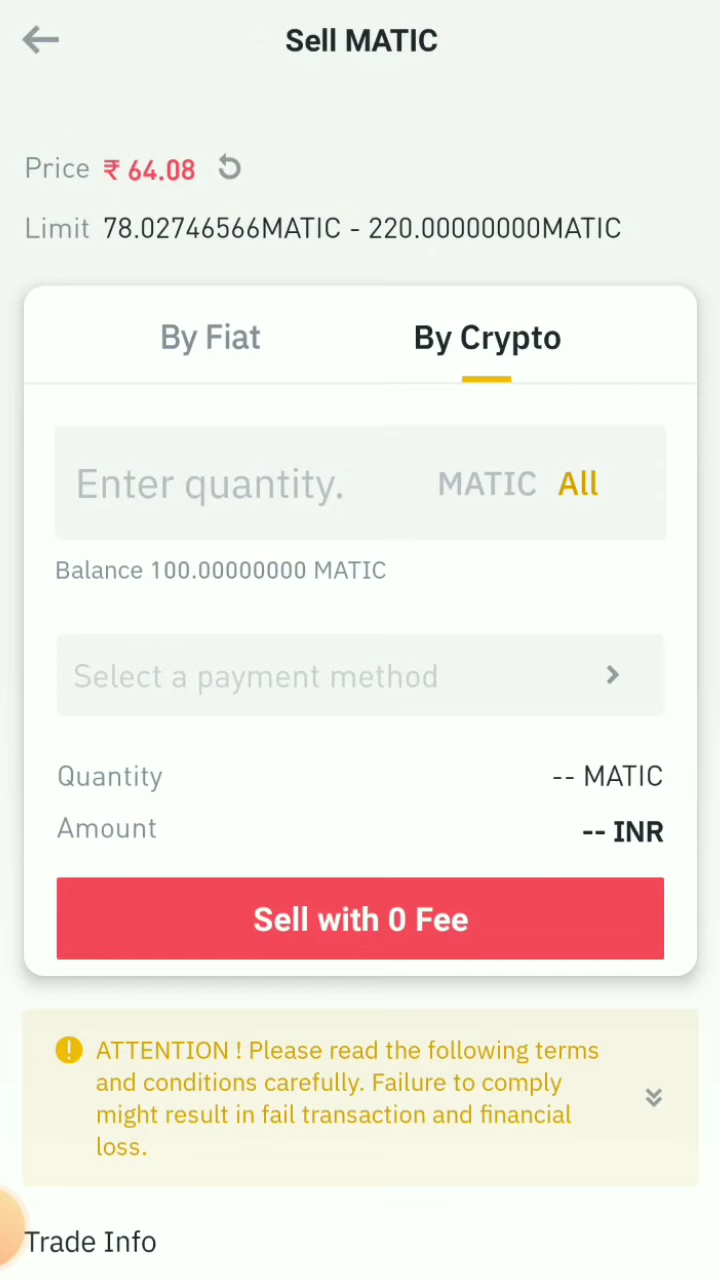 Sell MATIC
Price ₹ 64.08
Limit 78.02746566MATIC - 220.00000000MATIC
By Fiat By Crypto
Enter quantity. MATIC All
Balance 100.00000000 MATIC
Select a payment method
Quantity -- MATIC
Amount -- INR
Sell with 0 Fee
ATTENTION ! Please read the following terms
and conditions carefully. Failure to comply
might result in fail transaction and financial
loss.
Trade Info